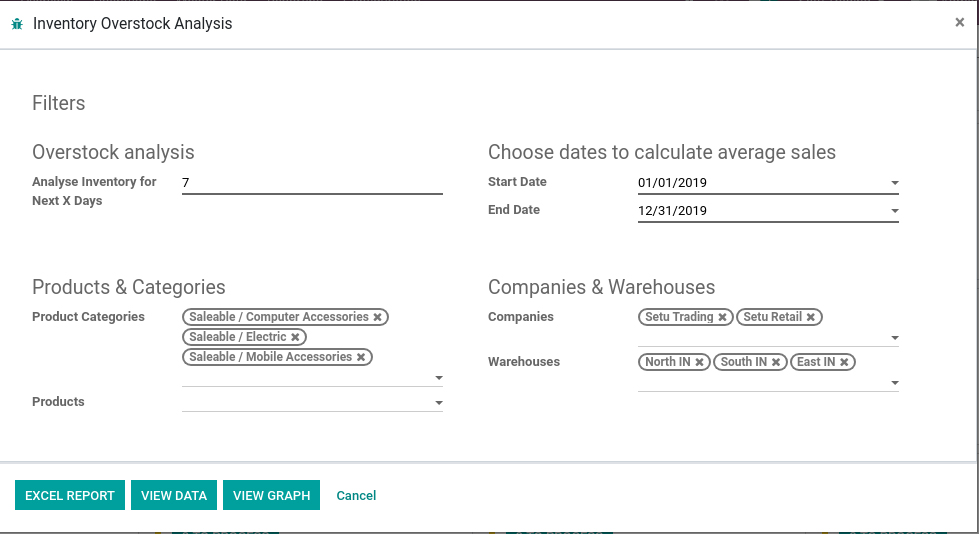 Inventory Overstock Analysis ×
Filters
Overstock analysis
Analyse Inventory for
Next X Days
7
Choose dates to calculate average sales
Start Date 01/01/2019
End Date 12/31/2019
Products & Categories
Product Categories
Saleable / Computer Accessories ×
Saleable / Electric ×
Saleable / Mobile Accessories ×
Products
Companies & Warehouses
Companies Setu Trading × Setu Retail ×
Warehouses North IN × South IN × East IN ×
EXCEL REPORT VIEW DATA VIEW GRAPH Cancel